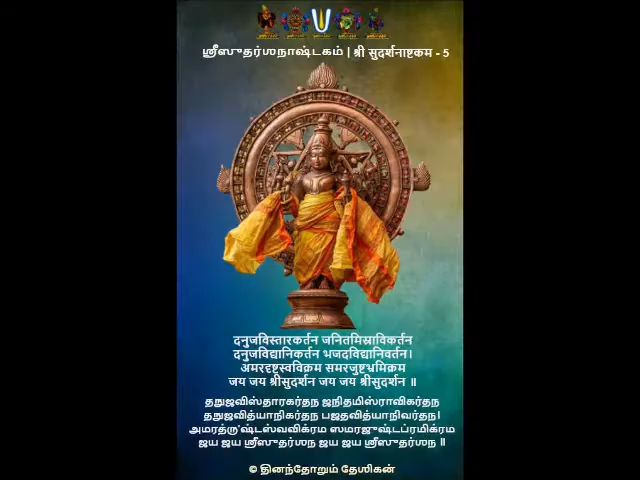 ஸ்ரீஸுதர்ஶநாஷ்டகம் | श्री सुदर्शनाष्टकम - 5
दनुजविस्तारकर्तन जनितमिस्राविकर्तन
दनुजविद्यानिकर्तन भजदविद्यानिवर्तन।
अमरदृष्टस्वविक्रम समरजुष्टभ्रमिक्रम
जय जय श्रीसुदर्शन जय जय श्रीसुदर्शन ॥
தநுஜவிஸ்தாரகர்தந ஜநிதமிஸ்ராவிகர்தந
தநுஜவித்யாநிகர்தந பஜதவித்யாநிவர்தந।
அமரத்ரு'ஷ்டஸ்வவிக்ரம ஸமரஜுஷ்டப்ரமிக்ரம
ஜய ஜய ஸ்ரீஸுதர்ஶந ஜய ஜய ஸ்ரீஸுதர்ஶந ॥
© தினந்தோறும் தேஶிகன்